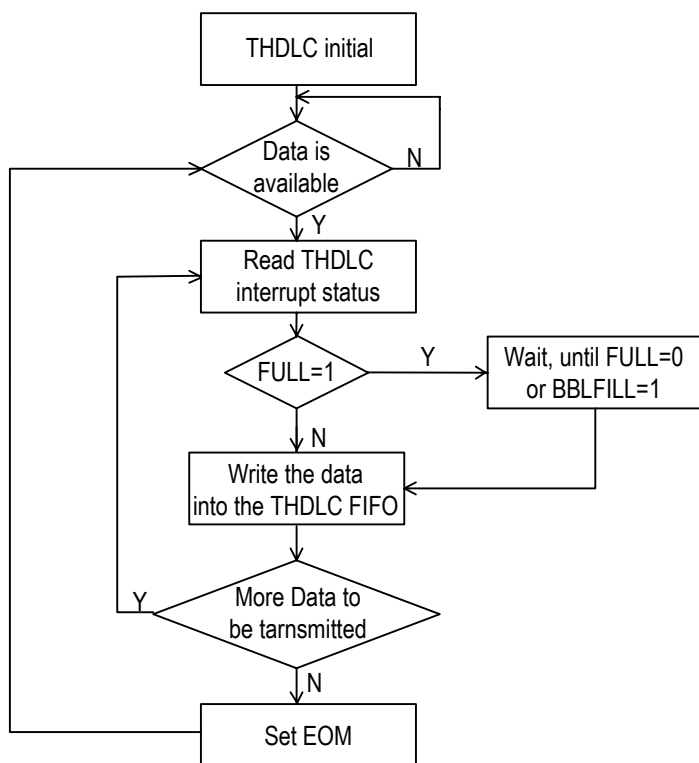 THDLC initial
Data is
available
N
Y
Read THDLC
interrupt status
FULL=1
Y
Wait, until FULL=0
or BBLFILL=1
N
Write the data
into the THDLC FIFO
More Data to
be tarnsmitted
Y
N
Set EOM